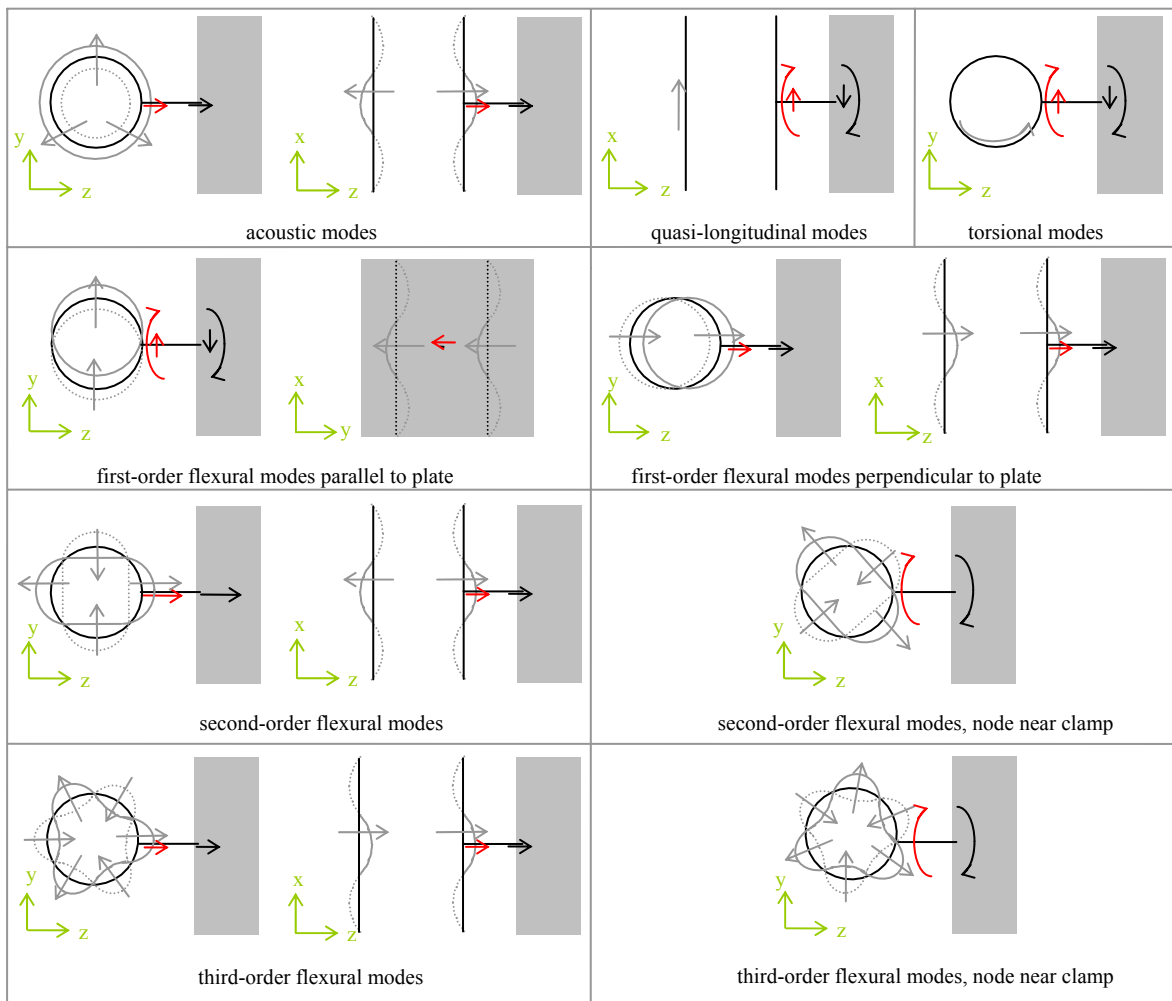 y
z
x
z
acoustic modes
x
z
quasi-longitudinal modes
y
z
torsional modes
y
z
x
y
first-order flexural modes parallel to plate
y
z
x
z
first-order flexural modes perpendicular to plate
y
z
x
z
second-order flexural modes
y
z
second-order flexural modes, node near clamp
y
z
x
z
third-order flexural modes
y
z
third-order flexural modes, node near clamp